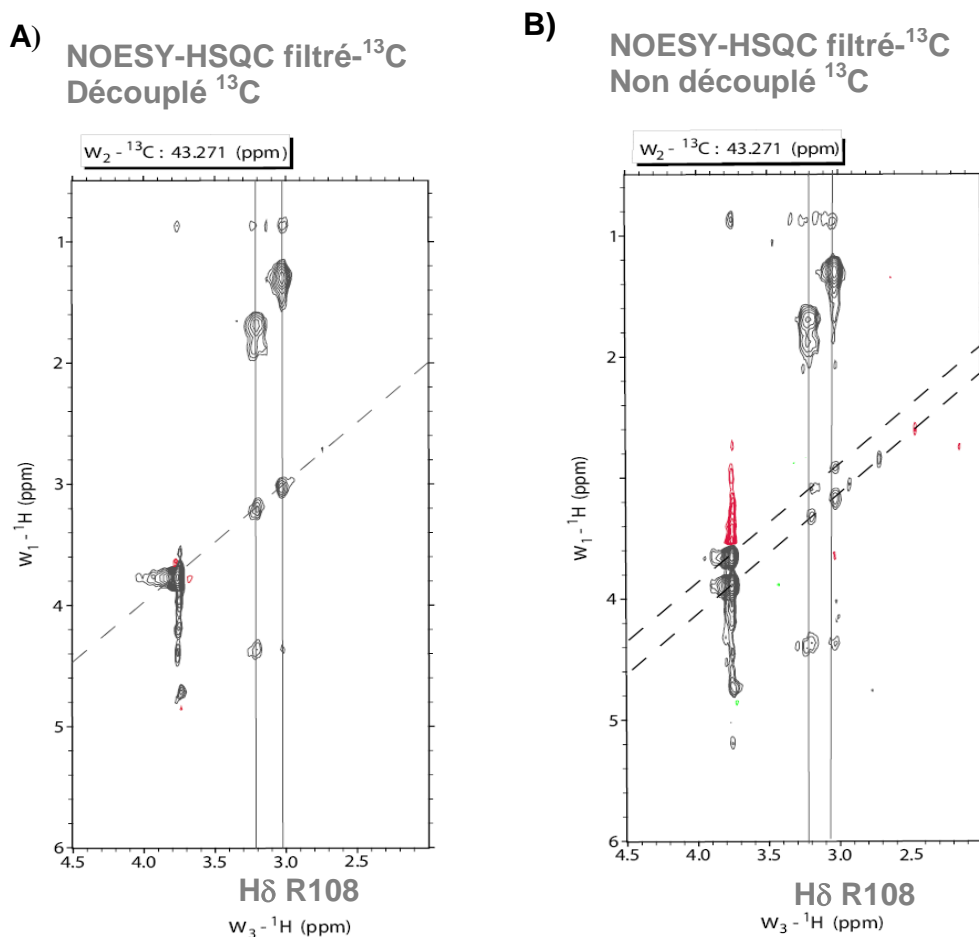 A)
NOESY-HSQC filtré-¹³C
Découplé ¹³C
W₂ - ¹³C : 43.271 (ppm)
1
2
3
4
5
6
W₁ - ¹H (ppm)
4.5 4.0 3.5 3.0
Hδ R108
W₃ - ¹H (ppm)
B)
NOESY-HSQC filtré-¹³C
Non découplé ¹³C
W₂ - ¹³C : 43.271 (ppm)
1
2
3
4
5
6
W₁ - ¹H (ppm)
4.5 4.0 3.5 3.0 2.5
Hδ R108
W₃ - ¹H (ppm)